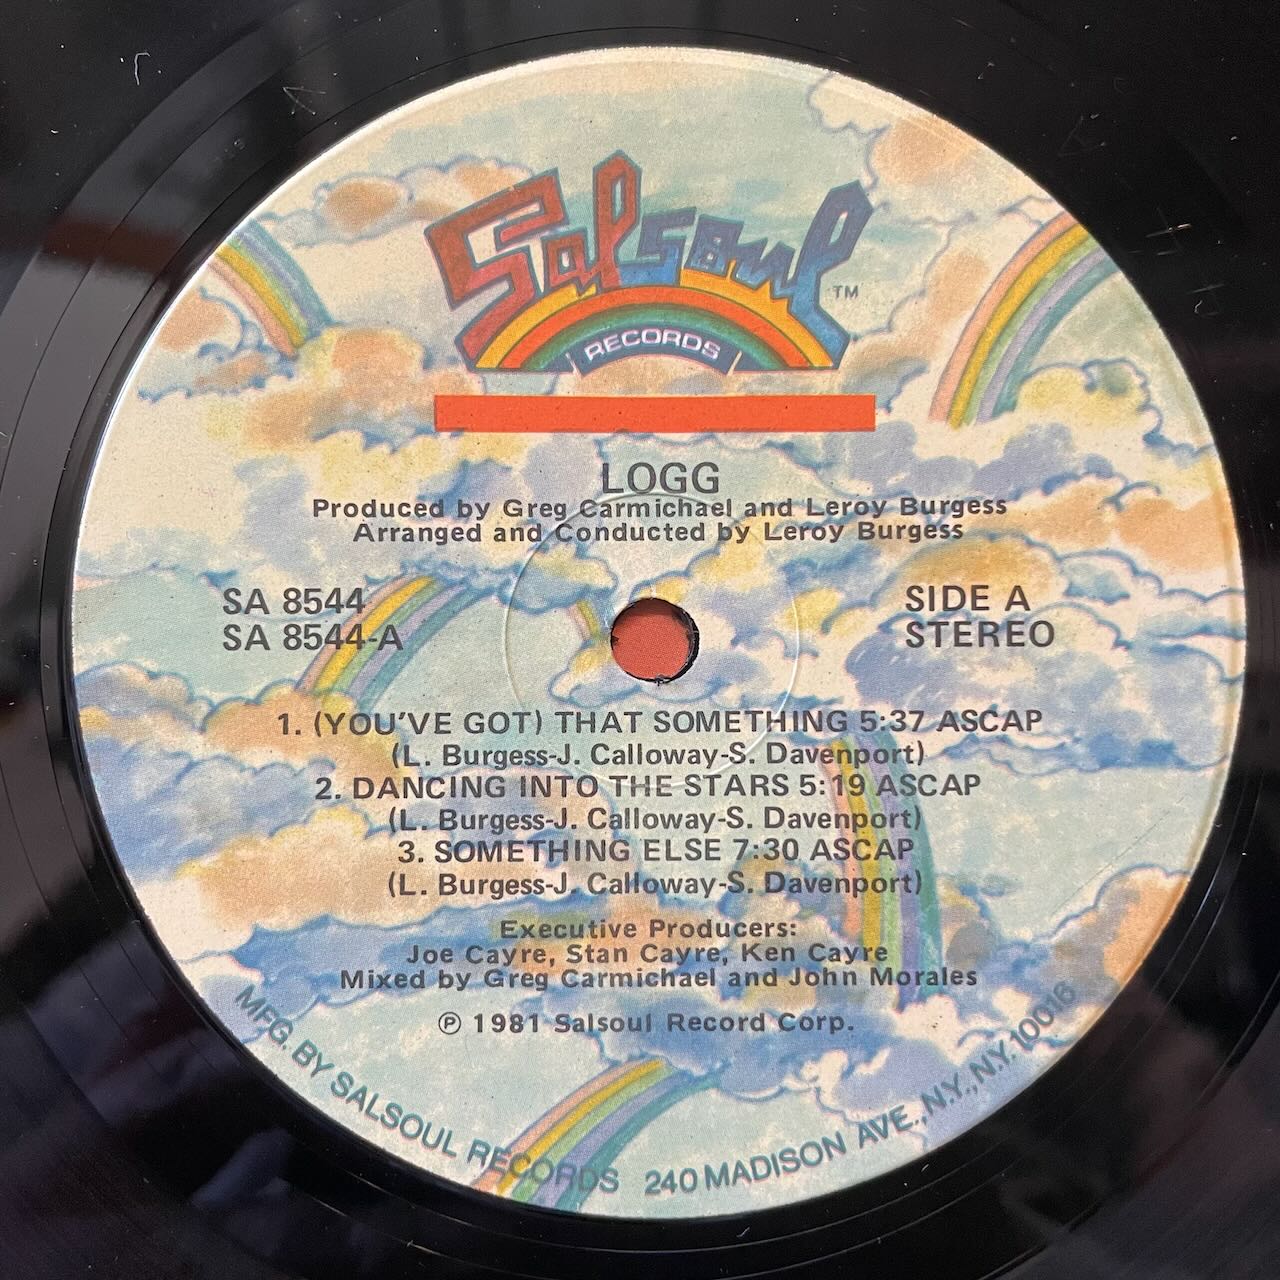 Salsoul TM
RECORDS
LOGG
Produced by Greg Carmichael and Leroy Burgess
Arranged and Conducted by Leroy Burgess
SA 8544
SA 8544-A
SIDE A
STEREO
1. (YOU'VE GOT) THAT SOMETHING 5:37 ASCAP
(L. Burgess-J. Calloway-S. Davenport)
2. DANCING INTO THE STARS 5:19 ASCAP
(L. Burgess-J. Calloway-S. Davenport)
3. SOMETHING ELSE 7:30 ASCAP
(L. Burgess-J. Calloway-S. Davenport)
Executive Producers:
Joe Cayre, Stan Cayre, Ken Cayre
Mixed by Greg Carmichael and John Morales
℗ 1981 Salsoul Record Corp.
MFG. BY SALSOUL RECORDS 240 MADISON AVE., N.Y., N.Y. 10016